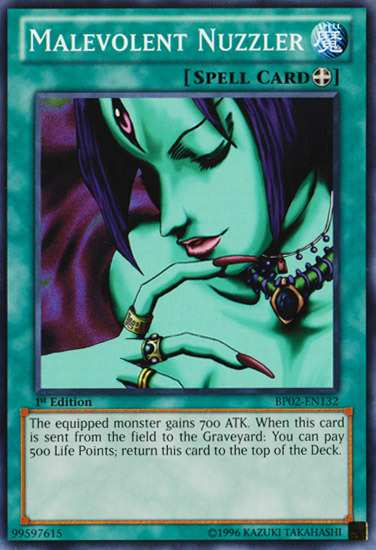 MALEVOLENT NUZZLER
魔
[SPELL CARD]
1st Edition
BP02-EN132
The equipped monster gains 700 ATK. When this card
is sent from the field to the Graveyard: You can pay
500 Life Points; return this card to the top of the Deck.
99597615
©1996 KAZUKI TAKAHASHI